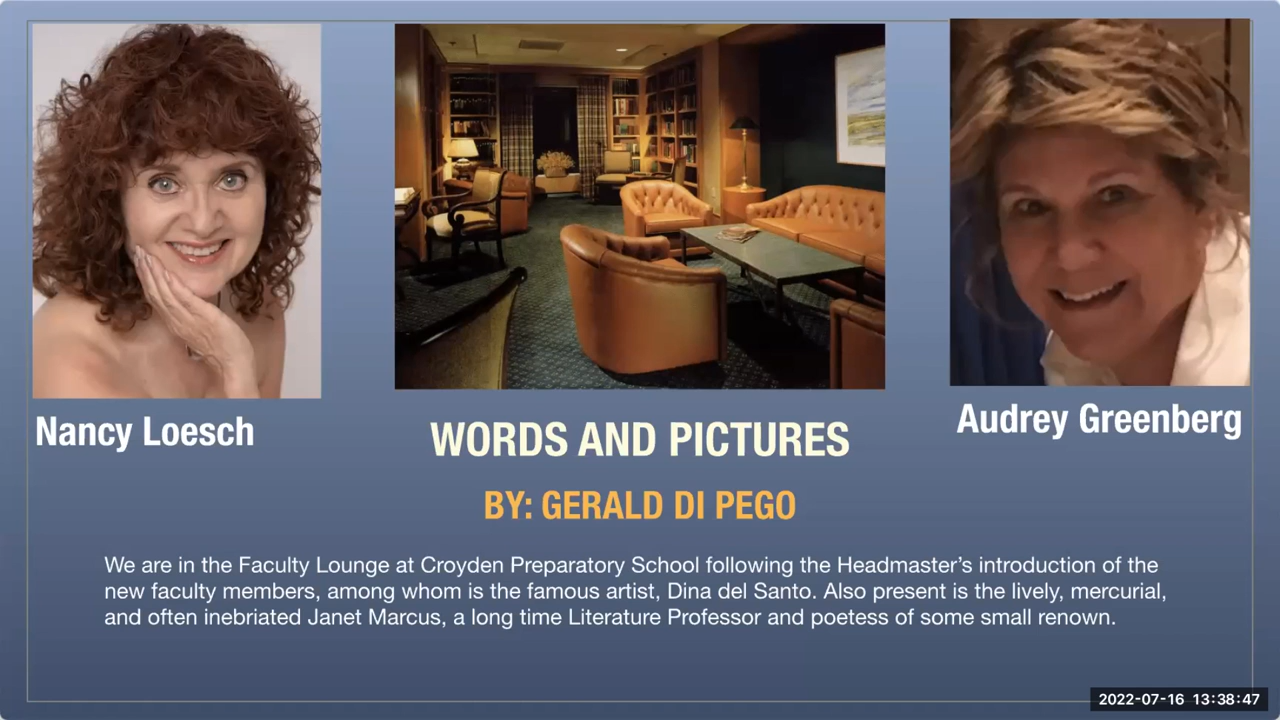 Nancy Loesch
Audrey Greenberg
WORDS AND PICTURES
BY: GERALD DI PEGO
We are in the Faculty Lounge at Croyden Preparatory School following the Headmaster’s introduction of the
new faculty members, among whom is the famous artist, Dina del Santo. Also present is the lively, mercurial,
and often inebriated Janet Marcus, a long time Literature Professor and poetess of some small renown.
2022-07-16 13:38:47